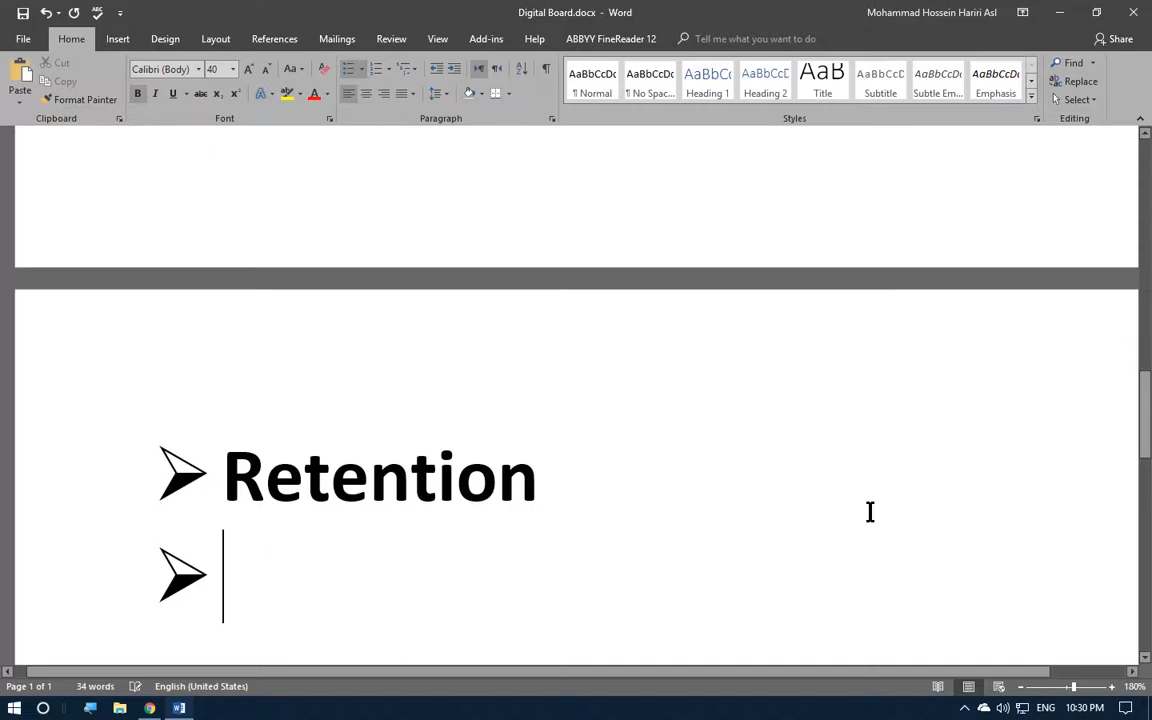 Digital Board.docx - Word
Mohammad Hossein Hariri Asl
File Home Insert Design Layout References Mailings Review View Add-ins Help ABBYY FineReader 12 Tell me what you want to do Share
Paste
Cut
Copy
Format Painter
Calibri (Body) 40
AaBbCcDc AaBbCcDc AaBbCc AaBbCcD AaB AaBbCcD AaBbCcDc AaBbCcDc
¶ Normal ¶ No Spac... Heading 1 Heading 2 Title Subtitle Subtle Em... Emphasis
Find
Replace
Select
Clipboard Font Paragraph Styles Editing
Retention
Page 1 of 1 34 words English (United States) 180%
ENG 10:30 PM